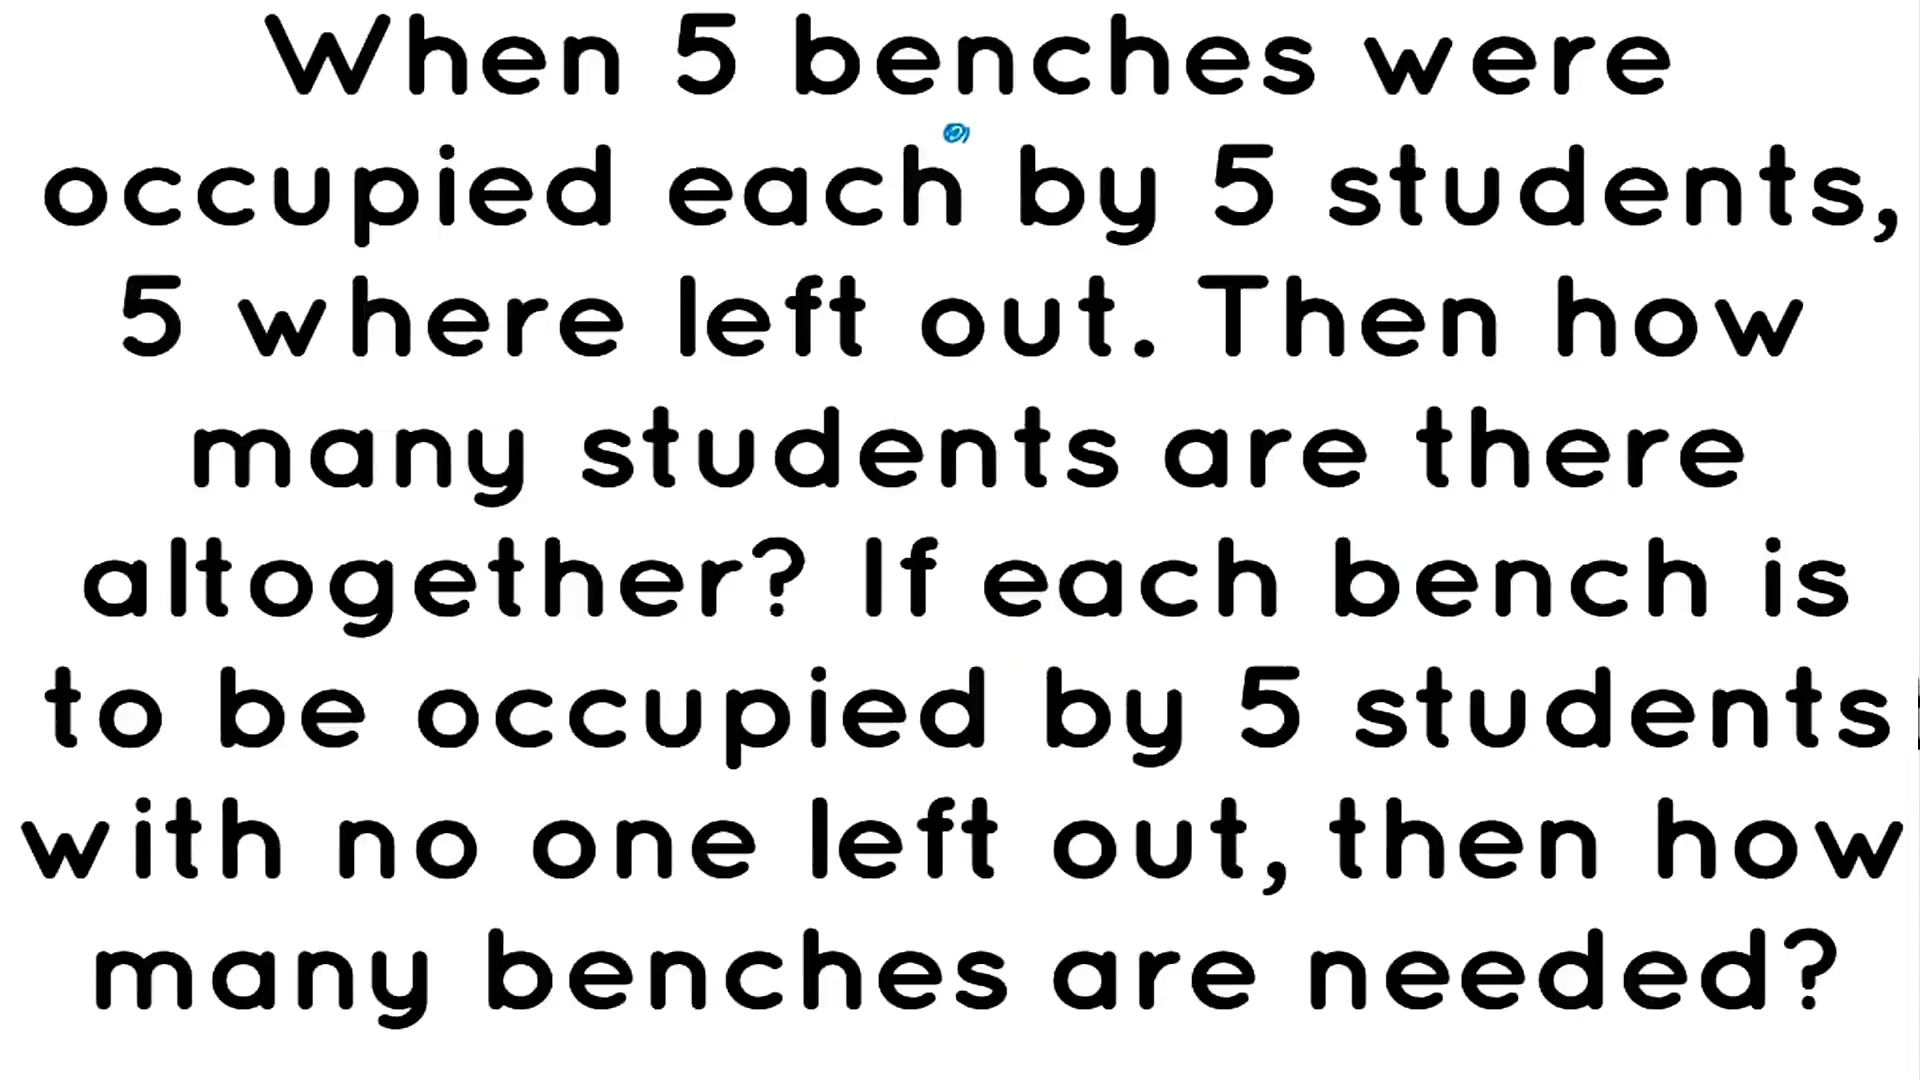 When 5 benches were
occupied each by 5 students,
5 where left out. Then how
many students are there
altogether? If each bench is
to be occupied by 5 students
with no one left out, then how
many benches are needed?